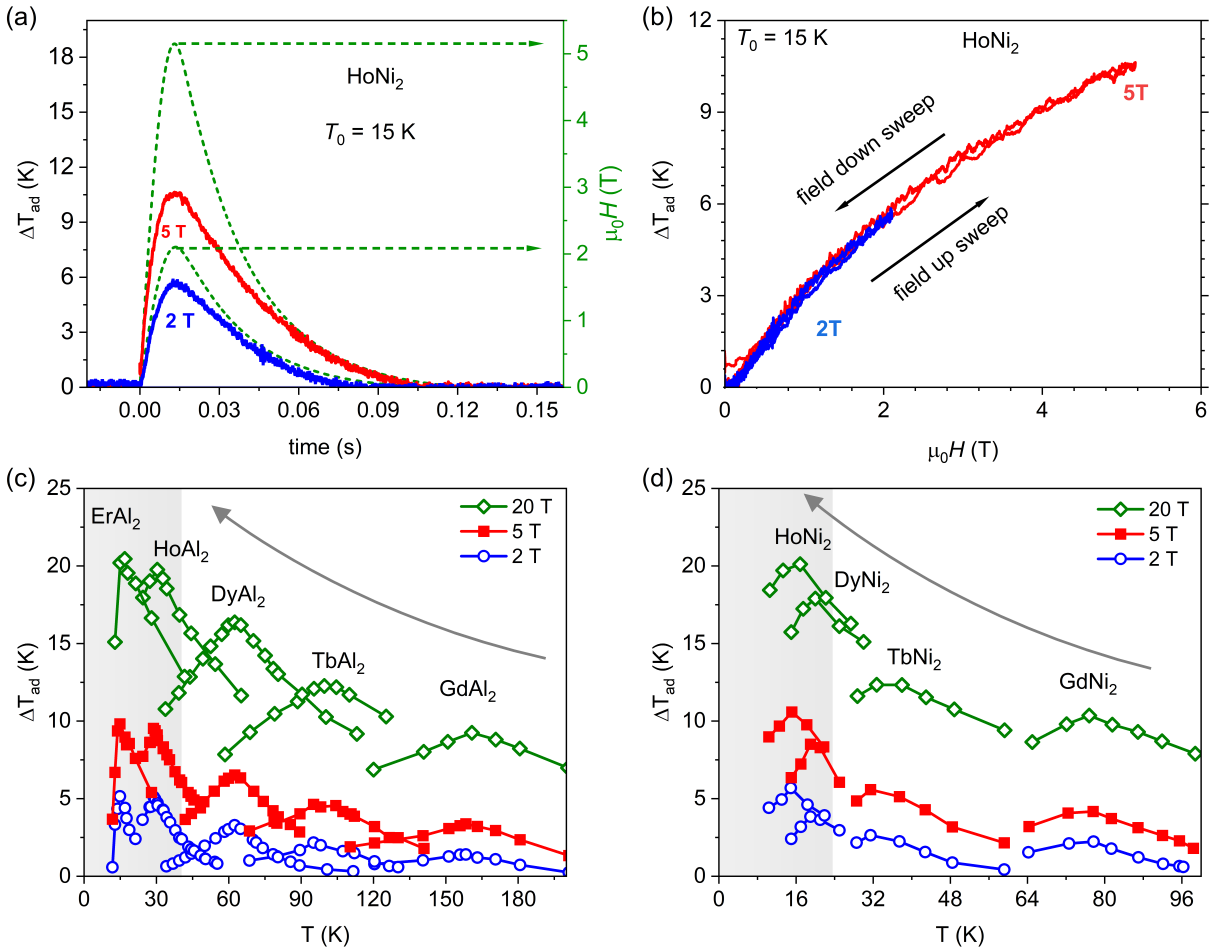 (a)
18
15
12
9
6
3
0
ΔT_ad (K)
HoNi₂
T₀ = 15 K
5 T
2 T
5
4
3
2
1
0
μ₀H (T)
0.00 0.03 0.06 0.09 0.12 0.15
time (s)
(b)
12
9
6
3
0
ΔT_ad (K)
T₀ = 15 K
HoNi₂
5T
field down sweep
field up sweep
2T
0 2 4 6
μ₀H (T)
(c)
25
20
15
10
5
0
ΔT_ad (K)
20 T
5 T
2 T
ErAl₂
HoAl₂
DyAl₂
TbAl₂
GdAl₂
0 30 60 90 120 150 180
T (K)
(d)
25
20
15
10
5
0
ΔT_ad (K)
20 T
5 T
2 T
HoNi₂
DyNi₂
TbNi₂
GdNi₂
0 16 32 48 64 80 96
T (K)